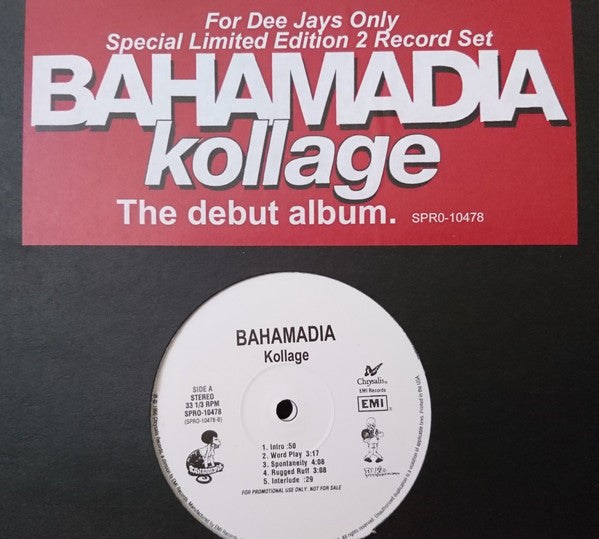 For Dee Jays Only
Special Limited Edition 2 Record Set
BAHAMADIA
kollage
The debut album. SPR0-10478
BAHAMADIA
Kollage
SIDE A
STEREO
33 1/3 RPM
SPRO-10478
(SPRO-10478-B)
Chrysalis
EMI Records
EMI
1. Intro :50
2. Word Play 3:17
3. Spontaneity 4:08
4. Rugged Ruff 3:08
5. Interlude :29
FOR PROMOTIONAL USE ONLY, NOT FOR SALE